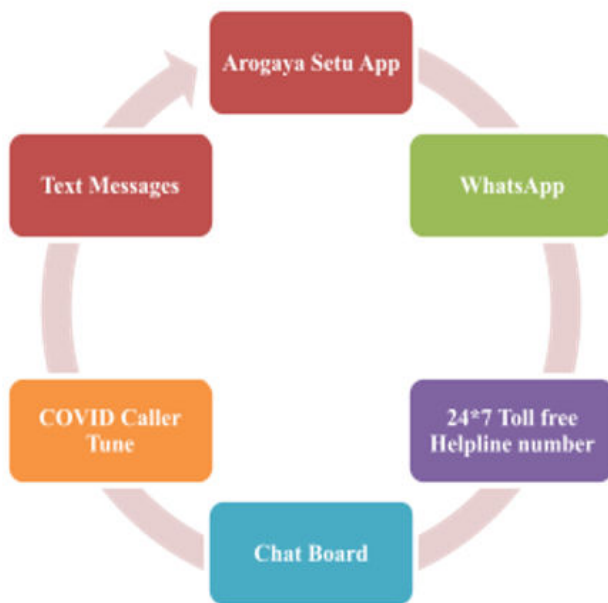 Arogaya Setu App
WhatsApp
24*7 Toll free
Helpline number
Chat Board
COVID Caller
Tune
Text Messages